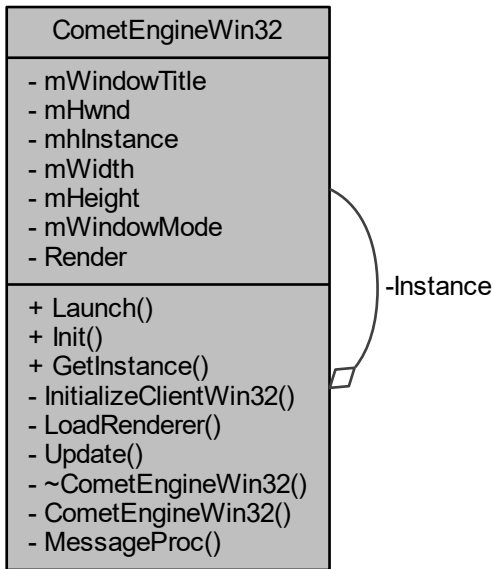 CometEngineWin32
- mWindowTitle
- mHwnd
- mhInstance
- mWidth
- mHeight
- mWindowMode
- Render
+ Launch()
+ Init()
+ GetInstance()
- InitializeClientWin32()
- LoadRenderer()
- Update()
- ~CometEngineWin32()
- CometEngineWin32()
- MessageProc()
-Instance